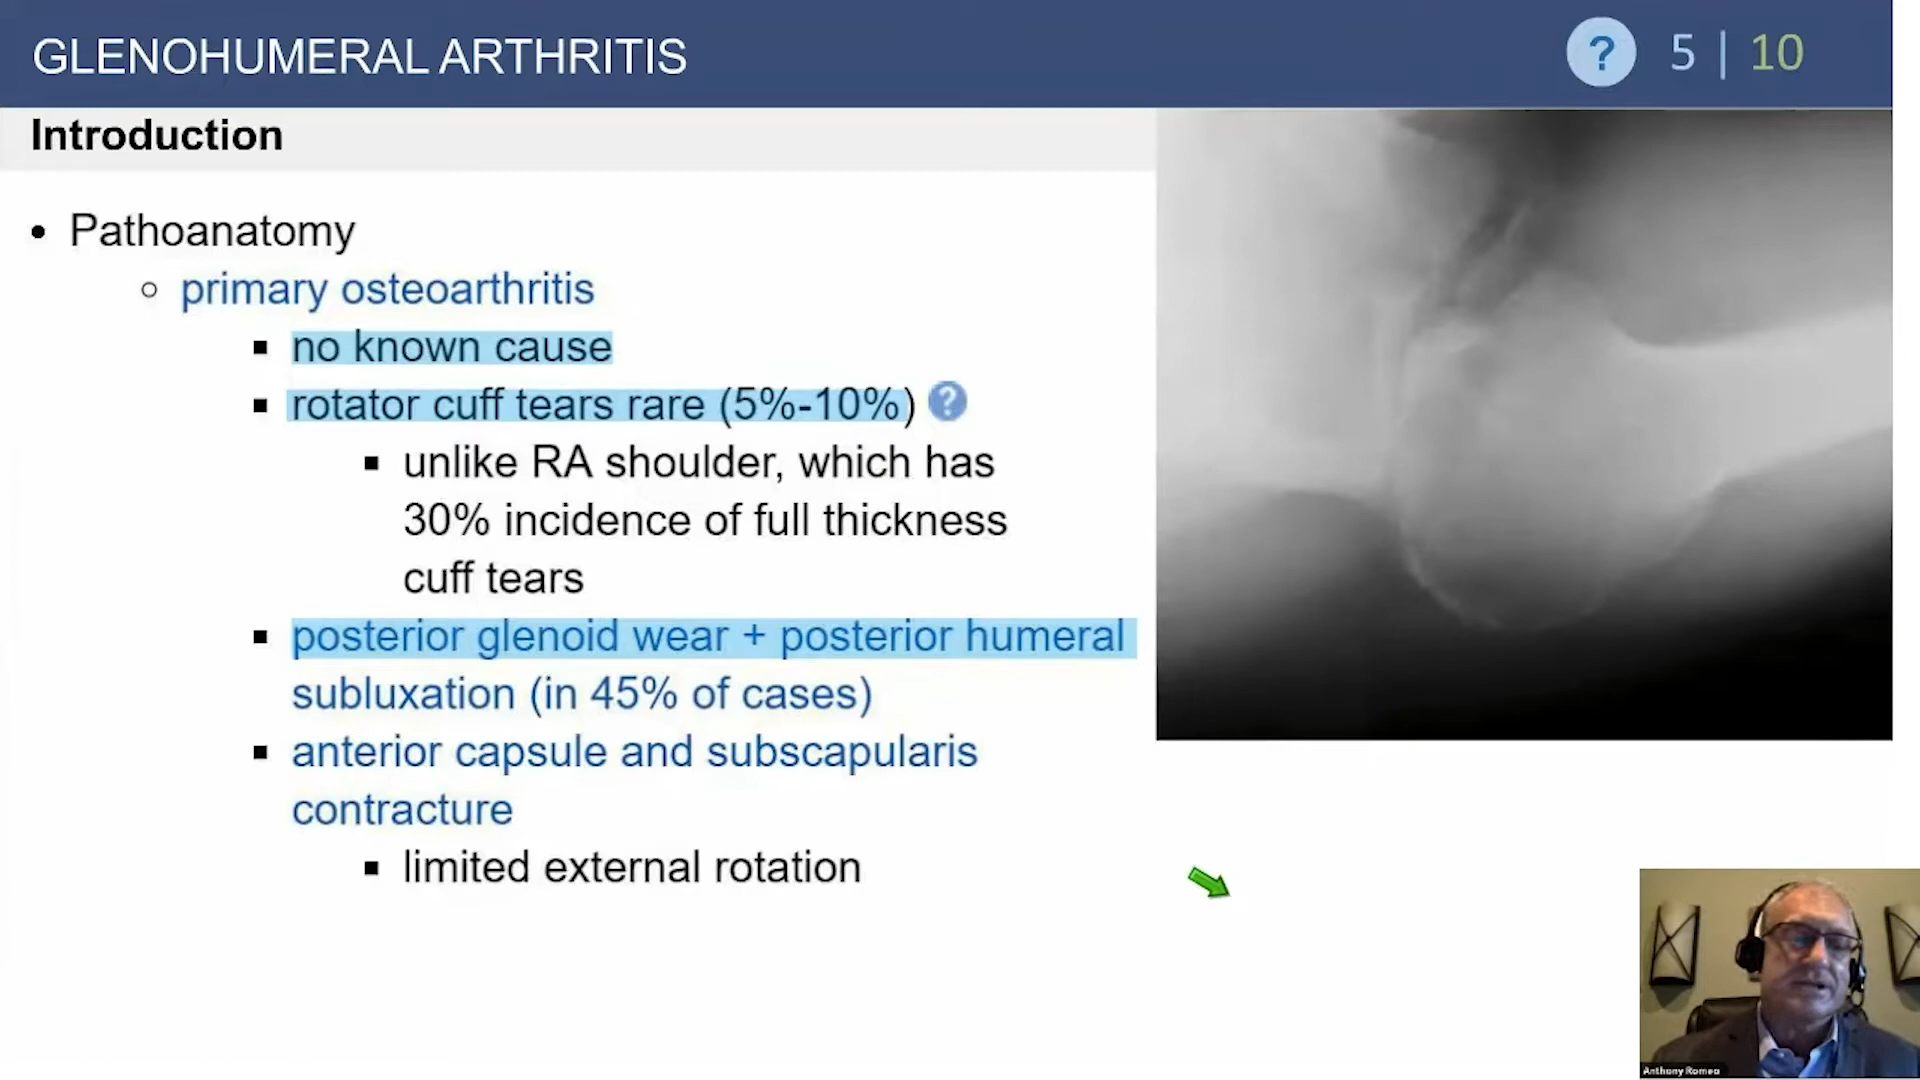 GLENOHUMERAL ARTHRITIS
? 5 | 10
Introduction
• Pathoanatomy
○ primary osteoarthritis
▪ no known cause
▪ rotator cuff tears rare (5%-10%) ?
▪ unlike RA shoulder, which has
30% incidence of full thickness
cuff tears
▪ posterior glenoid wear + posterior humeral
subluxation (in 45% of cases)
▪ anterior capsule and subscapularis
contracture
▪ limited external rotation
Anthony Romeo